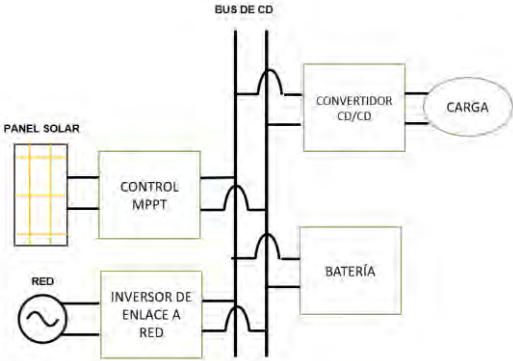 BUS DE CD
CONVERTIDOR
CD/CD
CARGA
PANEL SOLAR
CONTROL
MPPT
BATERÍA
RED
INVERSOR DE
ENLACE A
RED